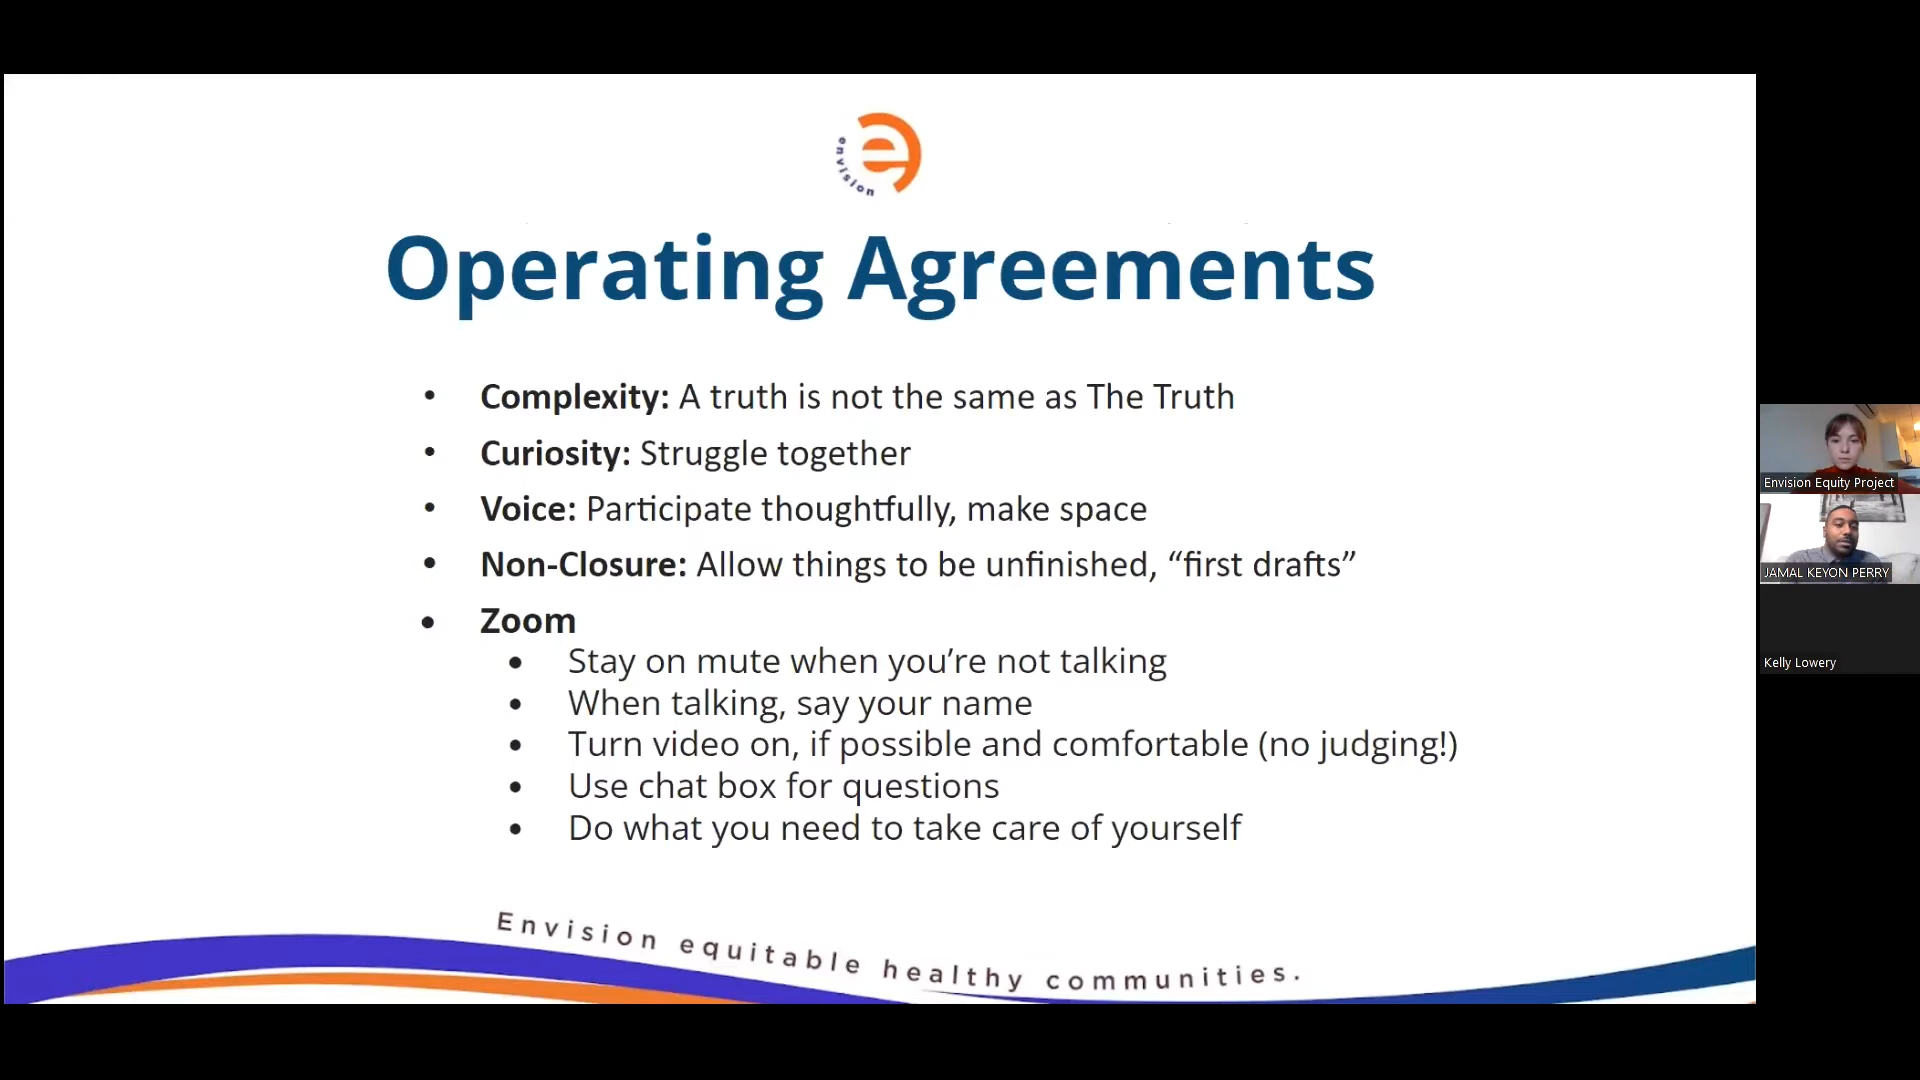 envision
Operating Agreements
• Complexity: A truth is not the same as The Truth
• Curiosity: Struggle together
• Voice: Participate thoughtfully, make space
• Non-Closure: Allow things to be unfinished, “first drafts”
• Zoom
• Stay on mute when you’re not talking
• When talking, say your name
• Turn video on, if possible and comfortable (no judging!)
• Use chat box for questions
• Do what you need to take care of yourself
Envision equitable healthy communities.
Envision Equity Project
JAMAL KEYON PERRY
Kelly Lowery